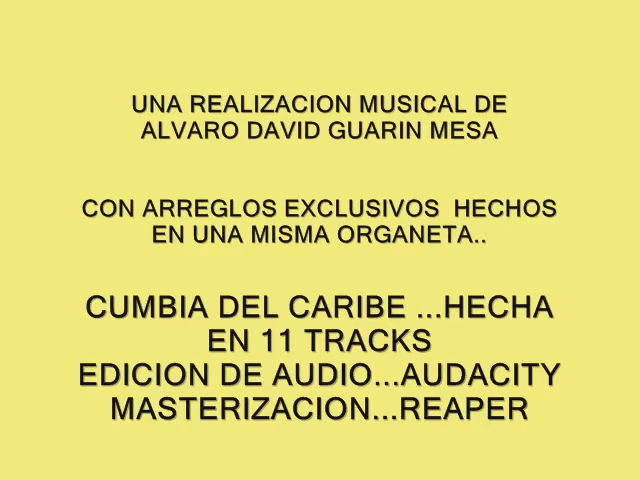 UNA REALIZACION MUSICAL DE
ALVARO DAVID GUARIN MESA
CON ARREGLOS EXCLUSIVOS  HECHOS
EN UNA MISMA ORGANETA..
CUMBIA DEL CARIBE ...HECHA
EN 11 TRACKS
EDICION DE AUDIO...AUDACITY
MASTERIZACION...REAPER